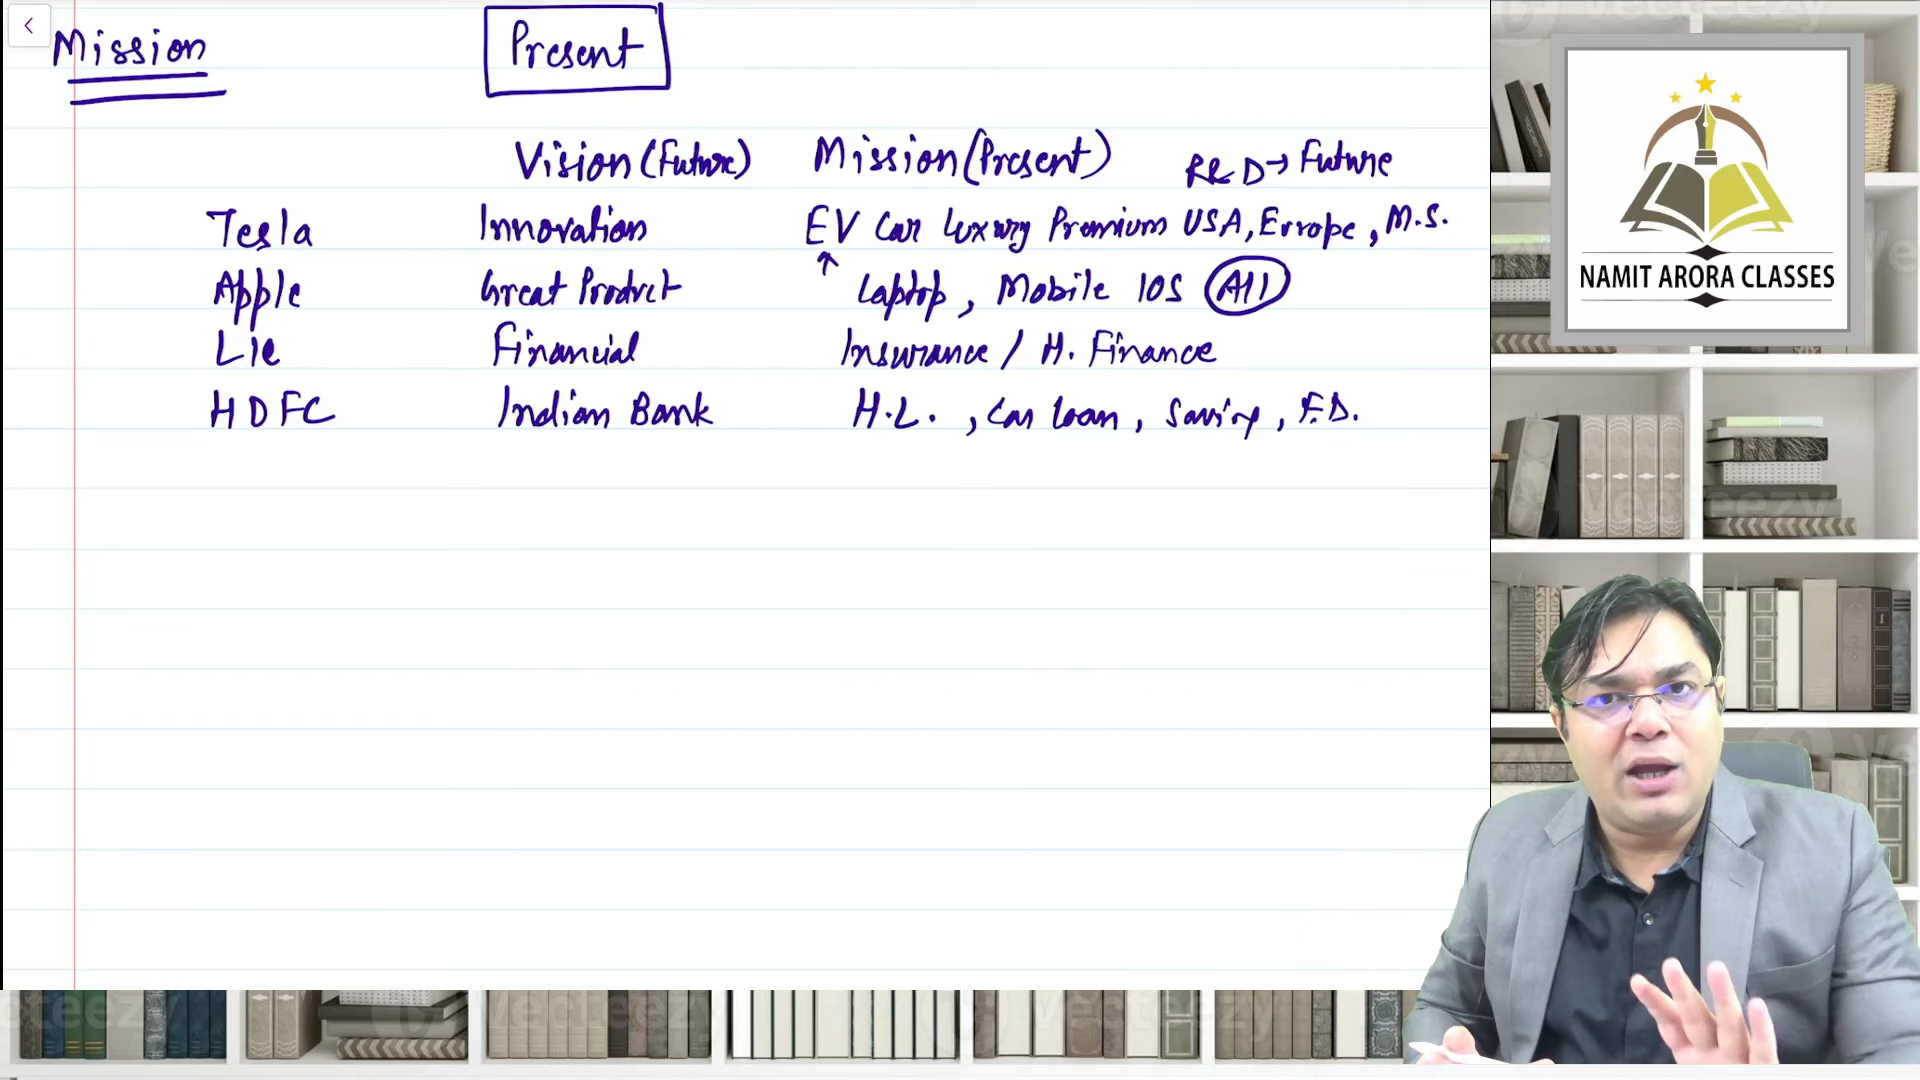 Mission Present
Vision (Future) Mission (Present) R&D → Future
Tesla Innovation EV Car Luxury Premium USA, Europe, M.S.
Apple Great Product Laptop, Mobile IOS All
LIC Financial Insurance / H. Finance
HDFC Indian Bank H.L., Car loan, Saving, F.D.
NAMIT ARORA CLASSES